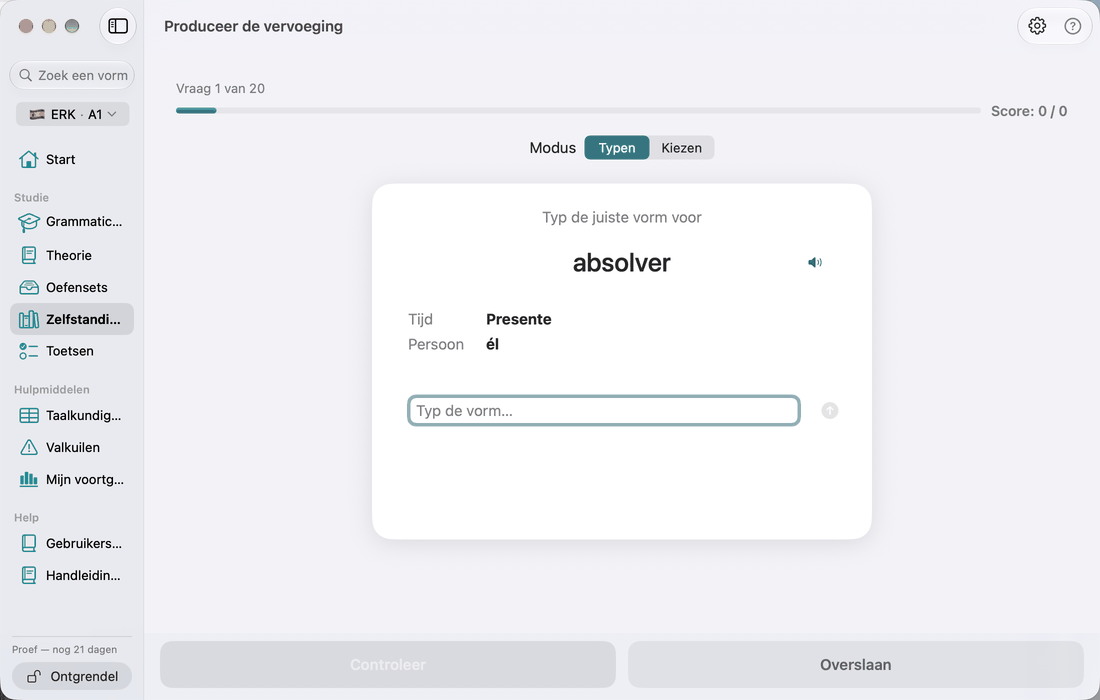 Produceer de vervoeging
Zoek een vorm
ERK · A1
Start
Studie
Grammatic...
Theorie
Oefensets
Zelfstandi...
Toetsen
Hulpmiddelen
Taalkundig...
Valkuilen
Mijn voortg...
Help
Gebruikers...
Handleidin...
Proef — nog 21 dagen
Ontgrendel
Vraag 1 van 20
Score: 0 / 0
Modus Typen Kiezen
Typ de juiste vorm voor
absolver
Tijd Presente
Persoon él
Typ de vorm...
Controleer Overslaan